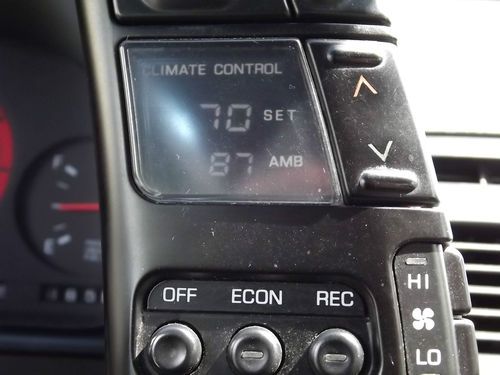 CLIMATE CONTROL
70 SET
87 AMB
OFF ECON REC
HI
LO